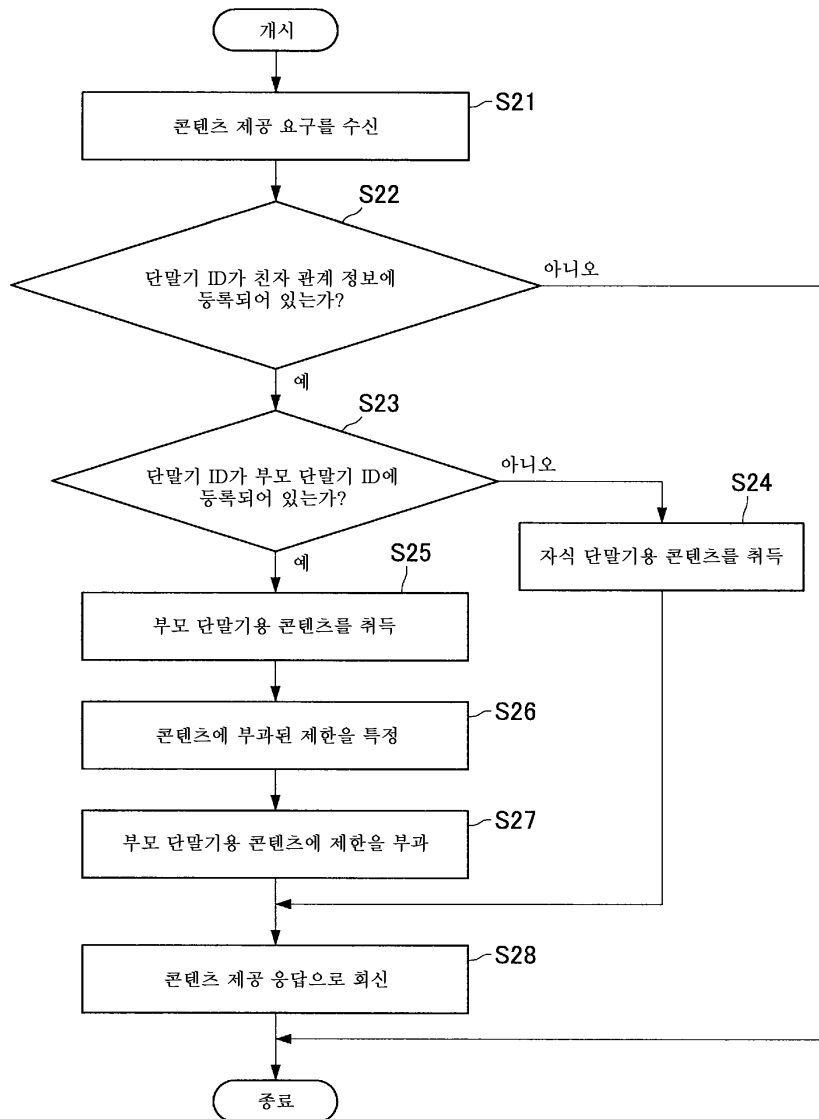 개시
콘텐츠 제공 요구를 수신
S21
S22
단말기 ID가 친자 관계 정보에
등록되어 있는가?
아니오
예
S23
단말기 ID가 부모 단말기 ID에
등록되어 있는가?
아니오
S24
자식 단말기용 콘텐츠를 취득
예
S25
부모 단말기용 콘텐츠를 취득
콘텐츠에 부과된 제한을 특정
S26
부모 단말기용 콘텐츠에 제한을 부과
S27
콘텐츠 제공 응답으로 회신
S28
종료